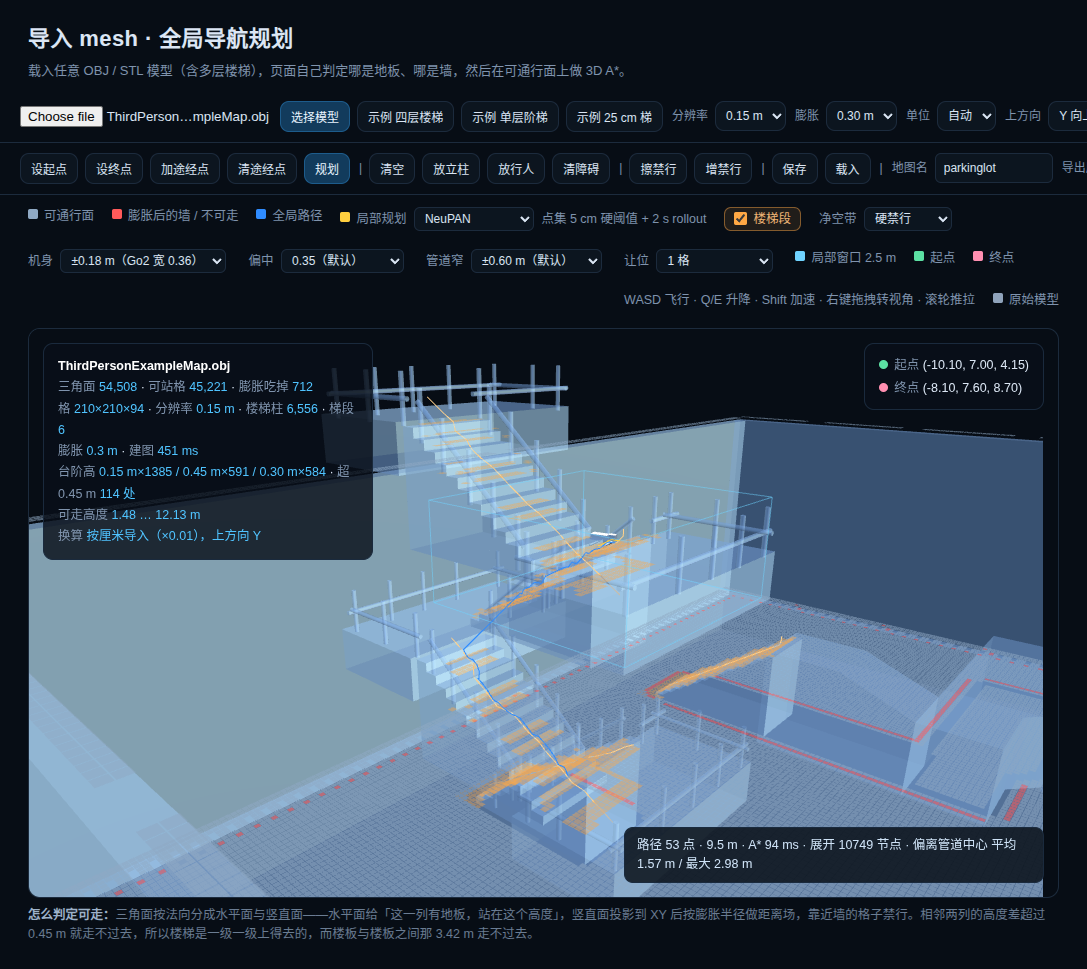 导入 mesh · 全局导航规划
载入任意 OBJ / STL 模型（含多层楼梯），页面自己判定哪是地板、哪是墙，然后在可通行面上做 3D A*。
Choose file ThirdPerson…mpleMap.obj 选择模型 示例 四层楼梯 示例 单层阶梯 示例 25 cm 梯 分辨率 0.15 m 膨胀 0.30 m 单位 自动 上方向
设起点 设终点 加途经点 清途经点 规划 | 清空 放立柱 放行人 清障碍 | 擦禁行 增禁行 | 保存 载入 | 地图名 parkinglot 导出
可通行面 膨胀后的墙 / 不可走 全局路径 局部规划 NeuPAN 点集 5 cm 硬阈值 + 2 s rollout 楼梯段 净空带 硬禁行
机身 ±0.18 m（Go2 宽 0.36） 偏中 0.35（默认） 管道窄 ±0.60 m（默认） 让位 1 格 局部窗口 2.5 m 起点 终点
WASD 飞行 · Q/E 升降 · Shift 加速 · 右键拖拽转视角 · 滚轮推拉 原始模型
ThirdPersonExampleMap.obj
三角面 54,508 · 可站格 45,221 · 膨胀吃掉 712
格 210×210×94 · 分辨率 0.15 m · 楼梯柱 6,556 · 梯段
6
膨胀 0.3 m · 建图 451 ms
台阶高 0.15 m×1385 / 0.45 m×591 / 0.30 m×584 · 超
0.45 m 114 处
可走高度 1.48 … 12.13 m
换算 按厘米导入（×0.01），上方向 Y
起点 (-10.10, 7.00, 4.15)
终点 (-8.10, 7.60, 8.70)
路径 53 点 · 9.5 m · A* 94 ms · 展开 10749 节点 · 偏离管道中心 平均
1.57 m / 最大 2.98 m
怎么判定可走：三角面按法向分成水平面与竖直面——水平面给「这一列有地板，站在这个高度」，竖直面投影到 XY 后按膨胀半径做距离场，靠近墙的格子禁行。相邻两列的高度差超过
0.45 m 就走不过去，所以楼梯是一级一级上得去的，而楼板与楼板之间那 3.42 m 走不过去。